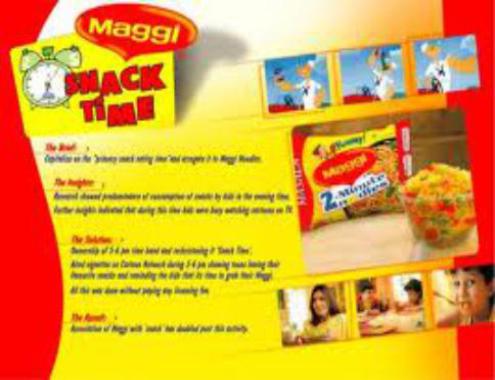 Maggi
SNACK
TIME
The Brief:
Capitalise on the "primary snack eating time" and assign it to Maggi Noodles.
The Insights:
Research showed predominance of consumption of snacks by kids in the evening time.
Further insights indicated that during this time kids were busy watching cartoons on TV.
The Solution:
Ownership of 5-6 pm time band and rechristening it 'Snack Time'.
Aired vignettes on Cartoon Network during 5-6 pm showing toons having their
favourite snacks and reminding the kids that its time to grab their Maggi.
All this was done without paying any licensing fee.
The Result:
Association of Maggi with 'snack' has doubled post this activity.
Yummy!
Maggi
2-Minute
Noodles
MASALA